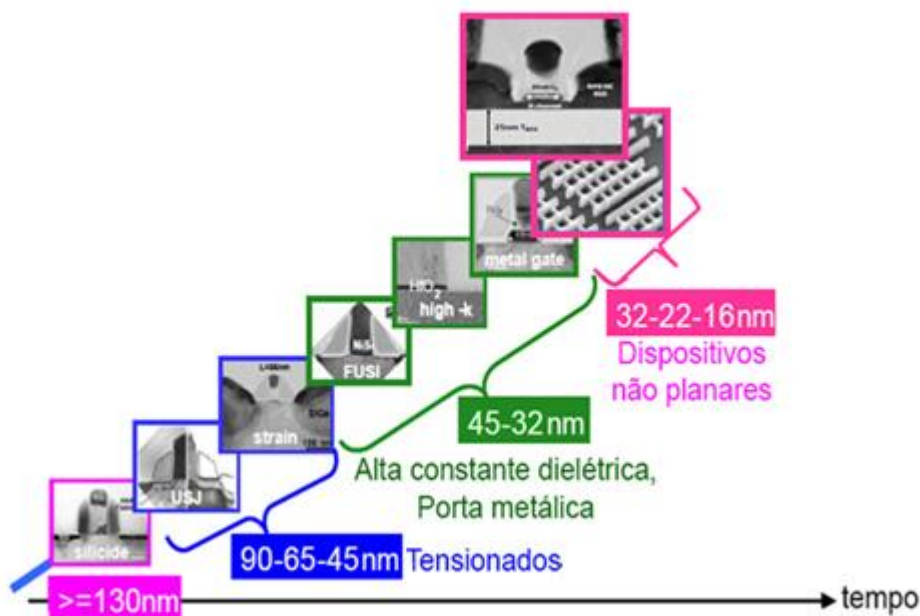 metal gate
HfO2
high -k
NiSi
FUSI
strain
USJ
silicide
32-22-16nm
Dispositivos
não planares
45-32nm
Alta constante dielétrica,
Porta metálica
90-65-45nm Tensionados
>=130nm
tempo